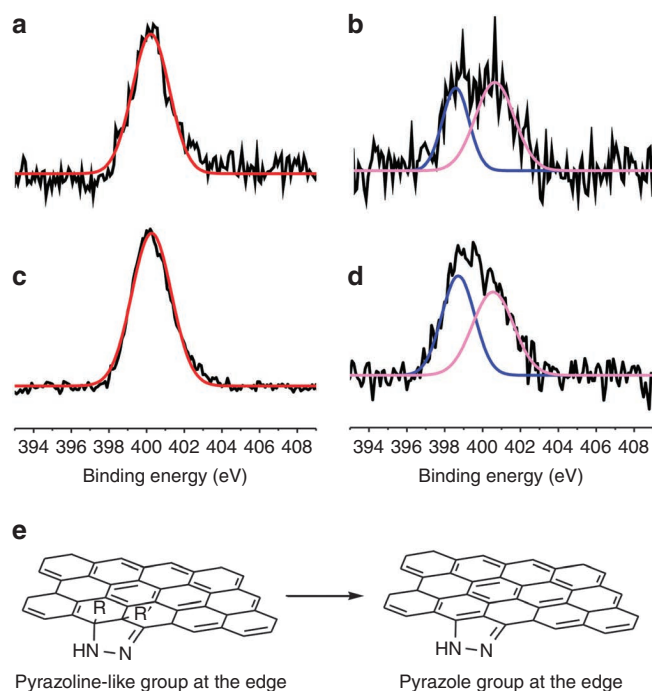 a
b
c
d
394 396 398 400 402 404 406 408
394 396 398 400 402 404 406 408
Binding energy (eV)
Binding energy (eV)
e
R
R′
HN
N
HN
N
Pyrazoline-like group at the edge
Pyrazole group at the edge